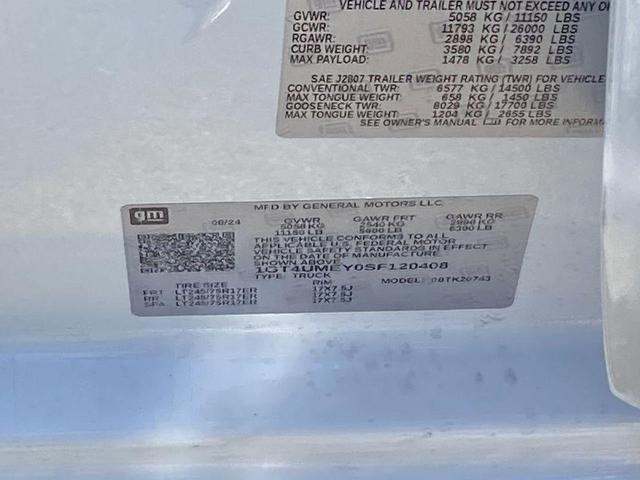 VEHICLE AND TRAILER MUST NOT EXCEED ANY O
GVWR: 5058 KG / 11150 LBS
GCWR: 11793 KG / 26000 LBS
RGAWR: 2898 KG / 6390 LBS
CURB WEIGHT: 3580 KG / 7892 LBS
MAX PAYLOAD: 1478 KG / 3258 LBS
SAE J2807 TRAILER WEIGHT RATING (TWR) FOR VEHICLE
CONVENTIONAL TWR: 6577 KG / 14500 LBS
MAX TONGUE WEIGHT: 658 KG / 1450 LBS
GOOSENECK TWR: 8029 KG / 17700 LBS
MAX TONGUE WEIGHT: 1204 KG / 2655 LBS
SEE OWNER'S MANUAL FOR MORE INFORMA
gm
MFD BY GENERAL MOTORS LLC
08/24 GVWR GAWR FRT GAWR RR
5058 KG 2540 KG 2898 KG
11150 LB 5600 LB 6390 LB
THIS VEHICLE CONFORMS TO ALL
APPLICABLE U.S. FEDERAL MOTOR
VEHICLE SAFETY STANDARDS IN EFFECT ON
THE DATE OF MANUFACTURE SHOWN ABOVE.
1GT4UMEY0SF120408
TYPE: TRUCK MODEL: TK20743
TIRE SIZE RIM
FRT LT245/75R17ER 17X7.5J
RR LT245/75R17ER 17X7.5J
SPA LT245/75R17ER 17X7.5J